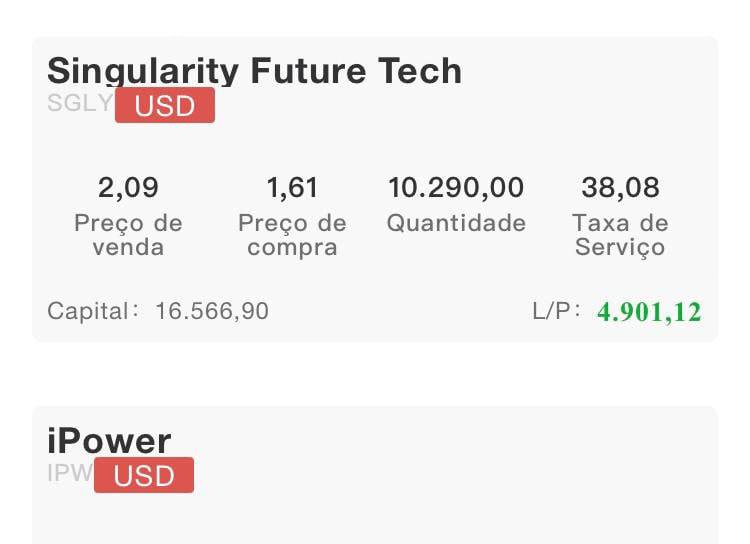 Singularity Future Tech
SGLY USD
2,09 1,61 10.290,00 38,08
Preço de Preço de Quantidade Taxa de
venda compra Serviço
Capital: 16.566,90 L/P: 4.901,12
iPower
IPW USD